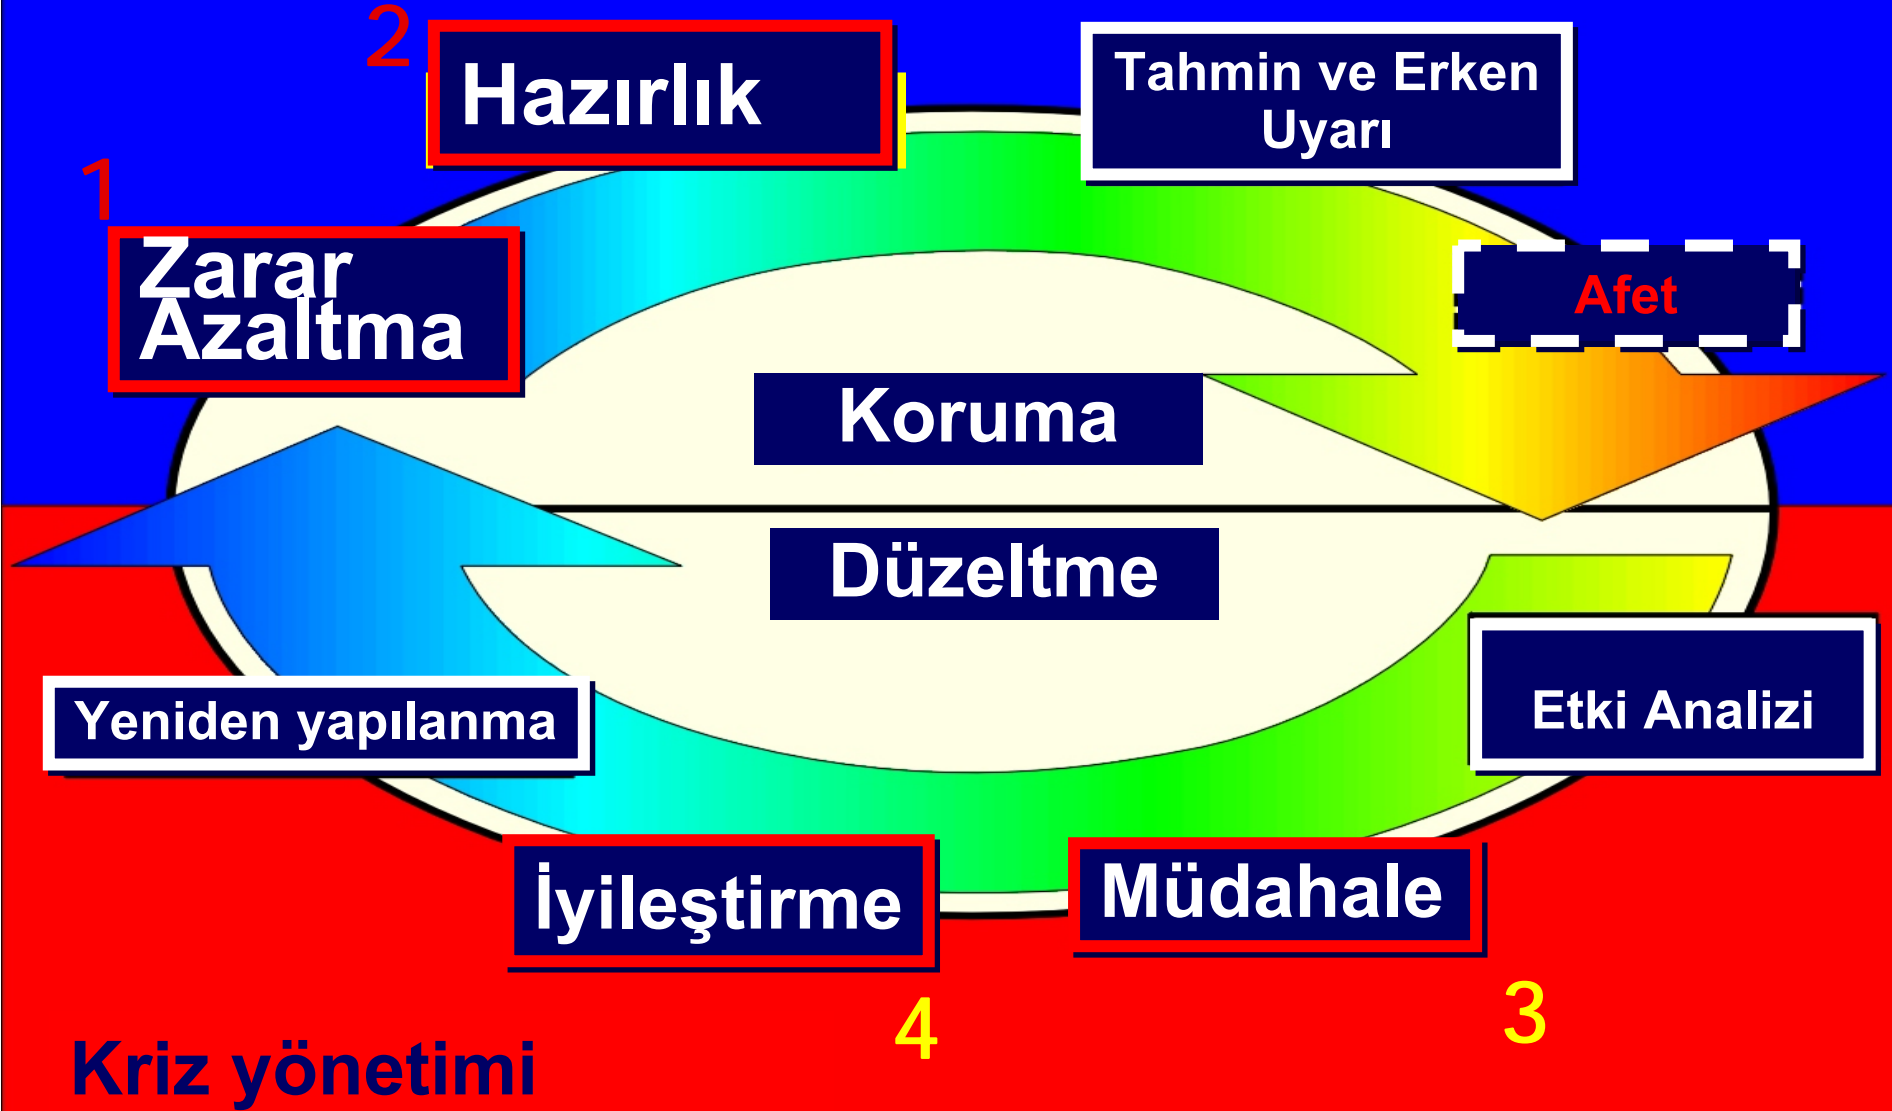 2
Hazırlık
Tahmin ve Erken
Uyarı
1
Zarar
Azaltma
Afet
Koruma
Düzeltme
Yeniden yapılanma
Etki Analizi
İyileştirme
Müdahale
4
3
Kriz yönetimi